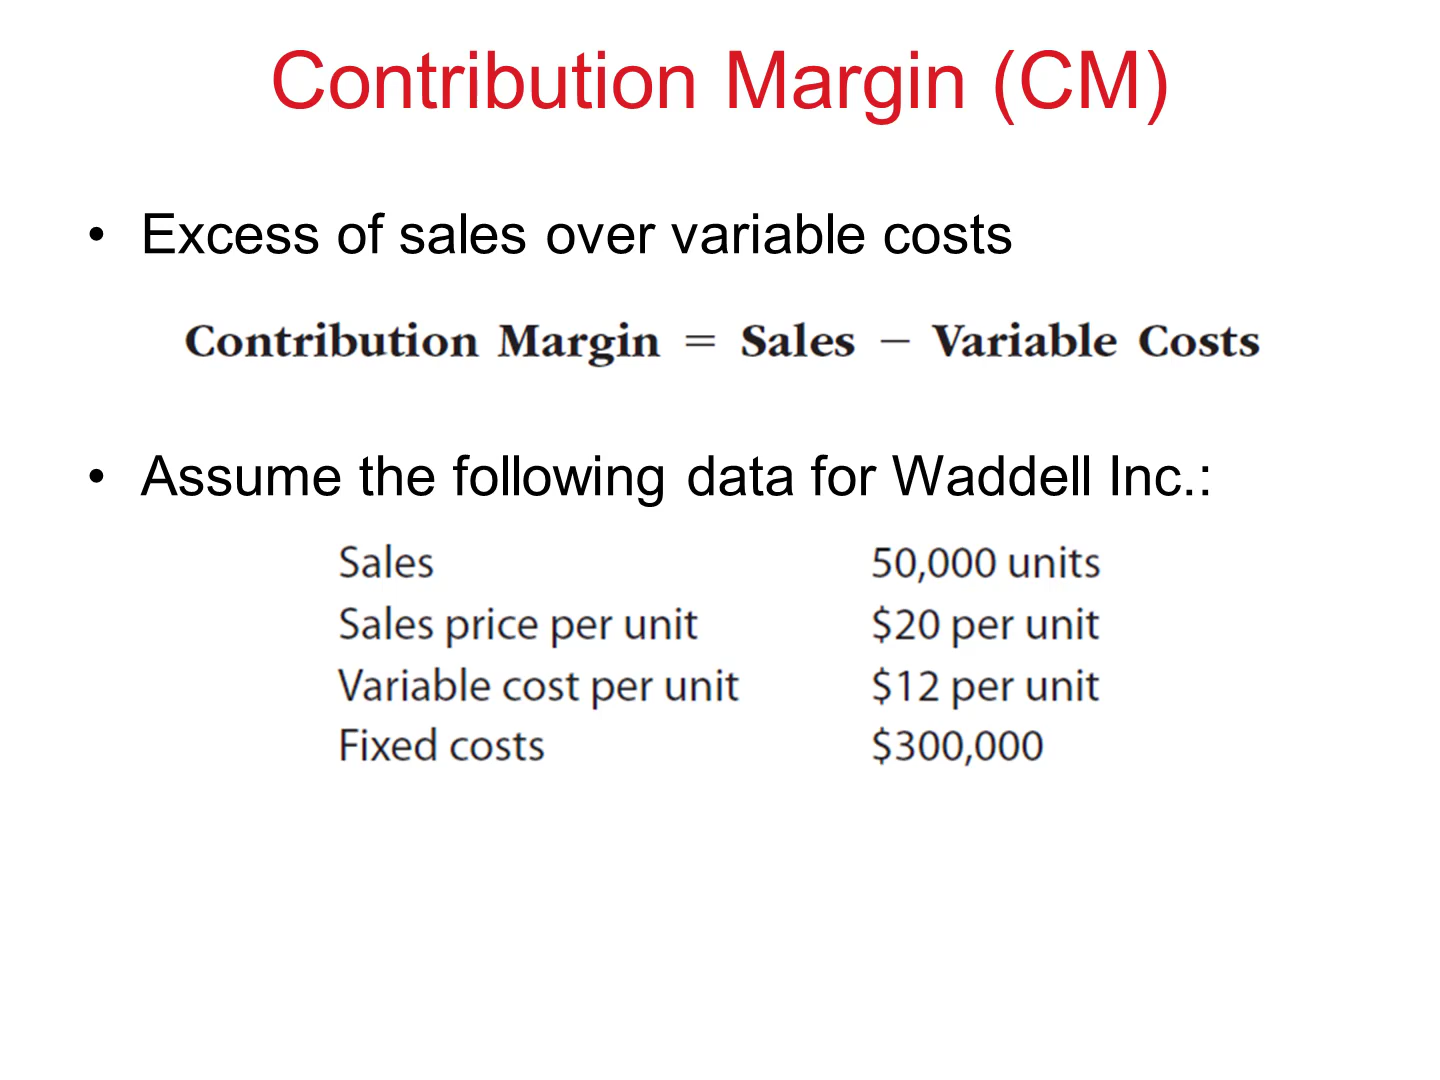 Contribution Margin (CM)
• Excess of sales over variable costs
Contribution Margin = Sales − Variable Costs
• Assume the following data for Waddell Inc.:
Sales 50,000 units
Sales price per unit $20 per unit
Variable cost per unit $12 per unit
Fixed costs $300,000